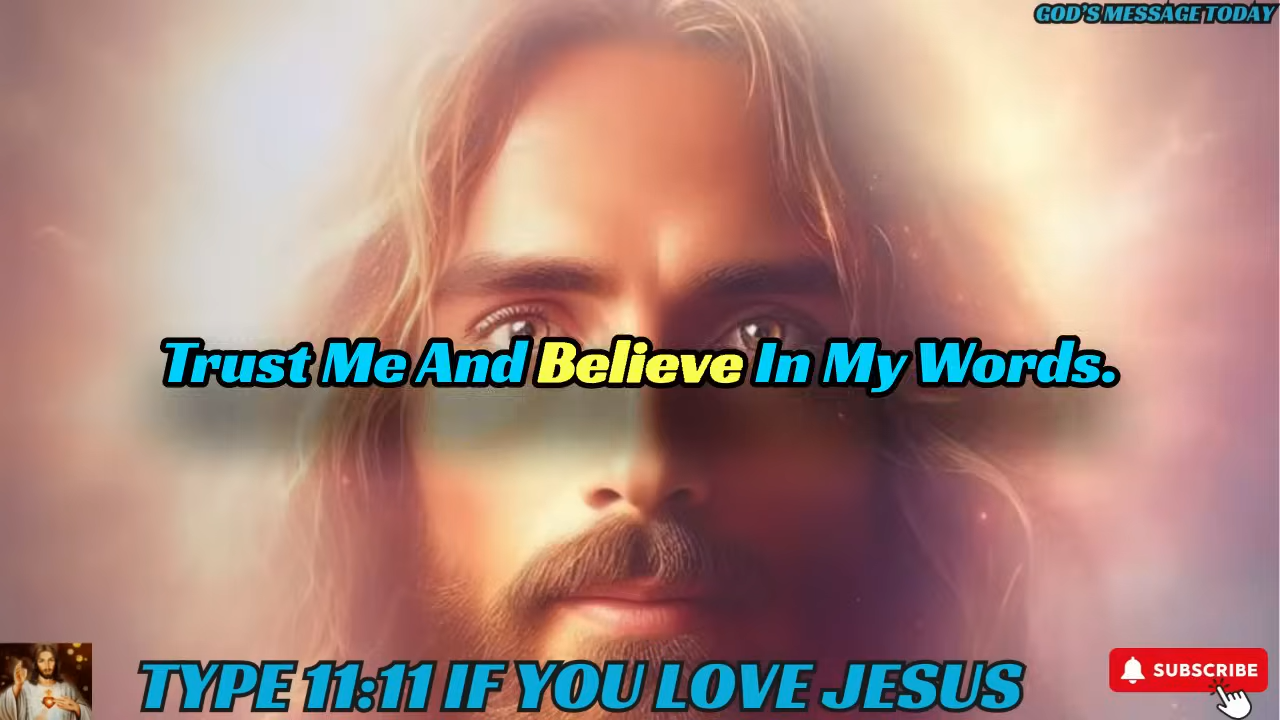 GOD'S MESSAGE TODAY
Trust Me And Believe In My Words.
TYPE 11:11 IF YOU LOVE JESUS
SUBSCRIBE